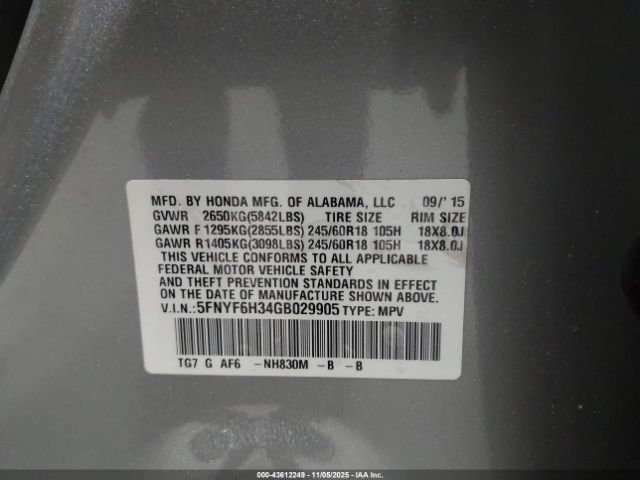 MFD. BY HONDA MFG. OF ALABAMA, LLC 09/'15
GVWR 2650KG(5842LBS) TIRE SIZE RIM SIZE
GAWR F 1295KG(2855LBS) 245/60R18 105H 18X8.0J
GAWR R 1405KG(3098LBS) 245/60R18 105H 18X8.0J
THIS VEHICLE CONFORMS TO ALL APPLICABLE
FEDERAL MOTOR VEHICLE SAFETY
AND THEFT PREVENTION STANDARDS IN EFFECT
ON THE DATE OF MANUFACTURE SHOWN ABOVE.
V.I.N.: 5FNYF6H34GB029905 TYPE: MPV
TG7 G AF6 -NH830M -B -B
00-43612249 - 11/05/2025 - IAA Inc.